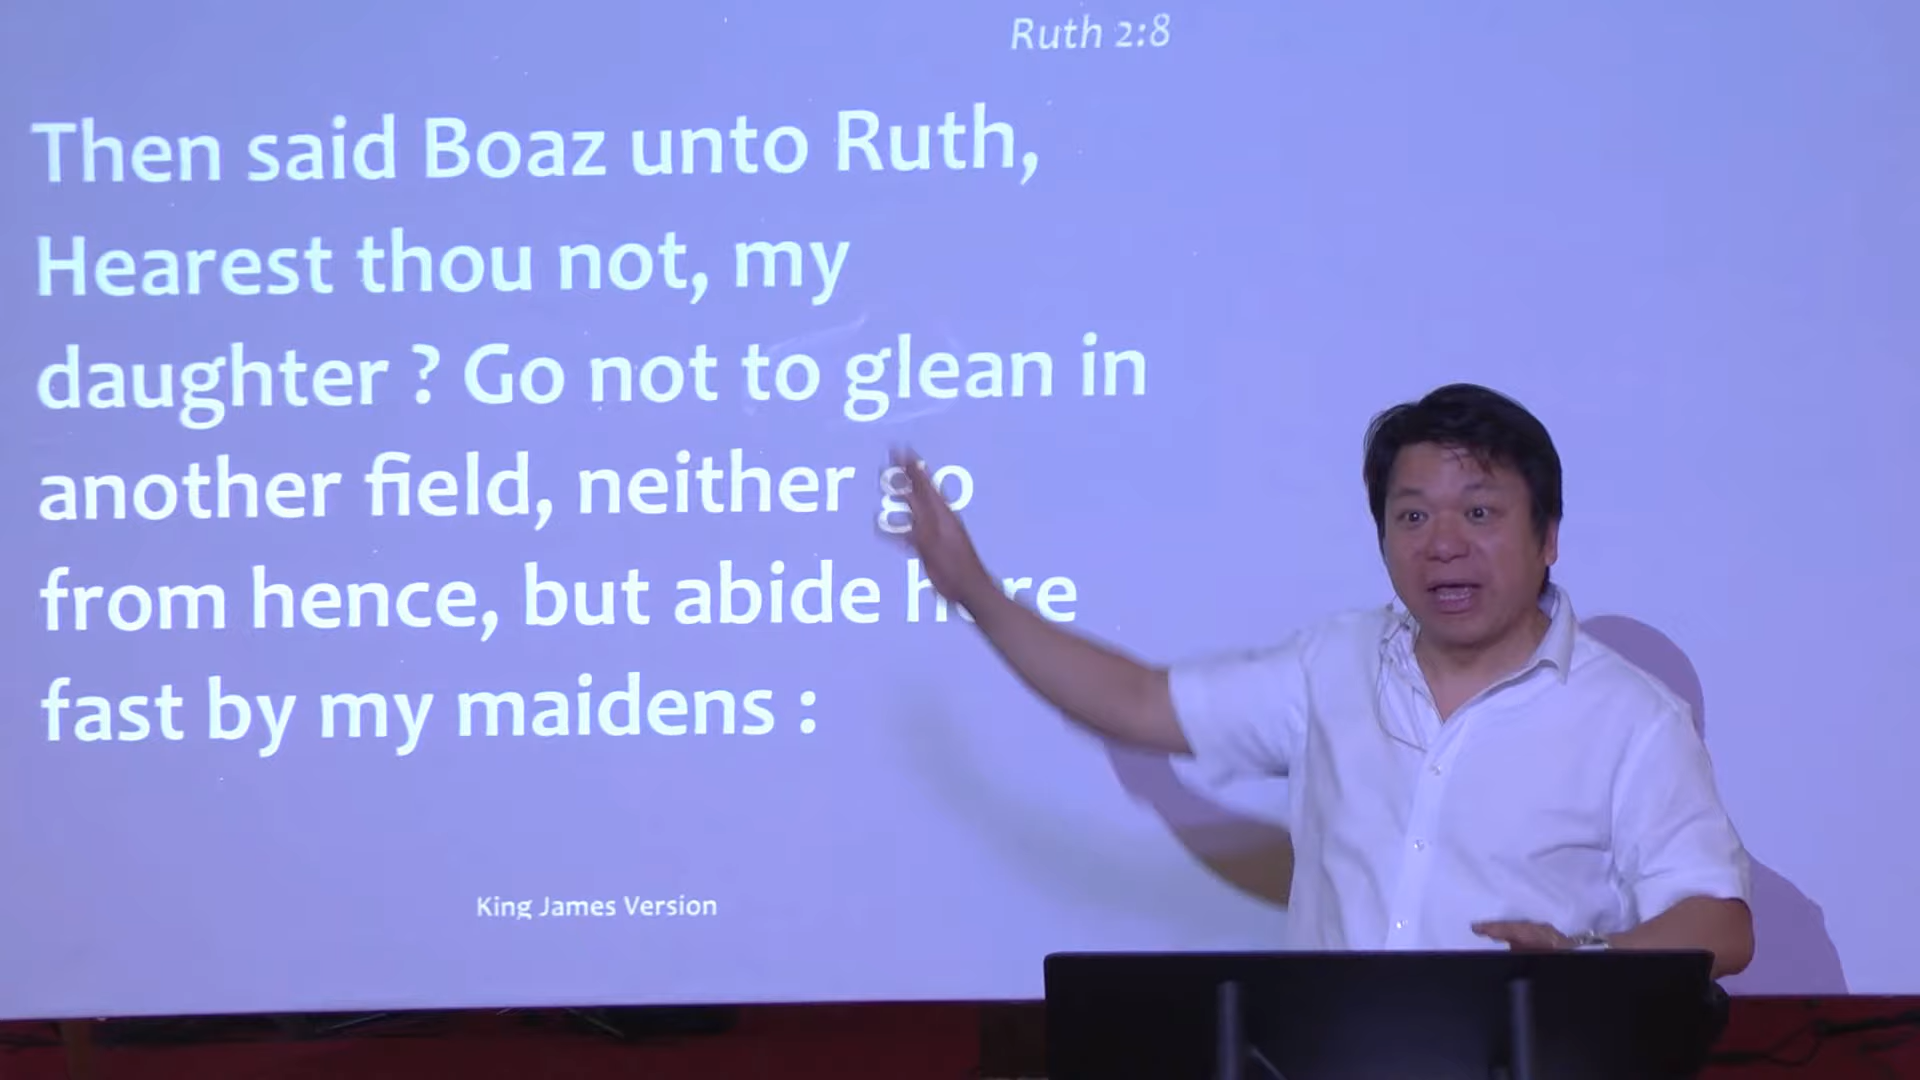 Ruth 2:8
Then said Boaz unto Ruth,
Hearest thou not, my
daughter ? Go not to glean in
another field, neither go
from hence, but abide here
fast by my maidens :
King James Version